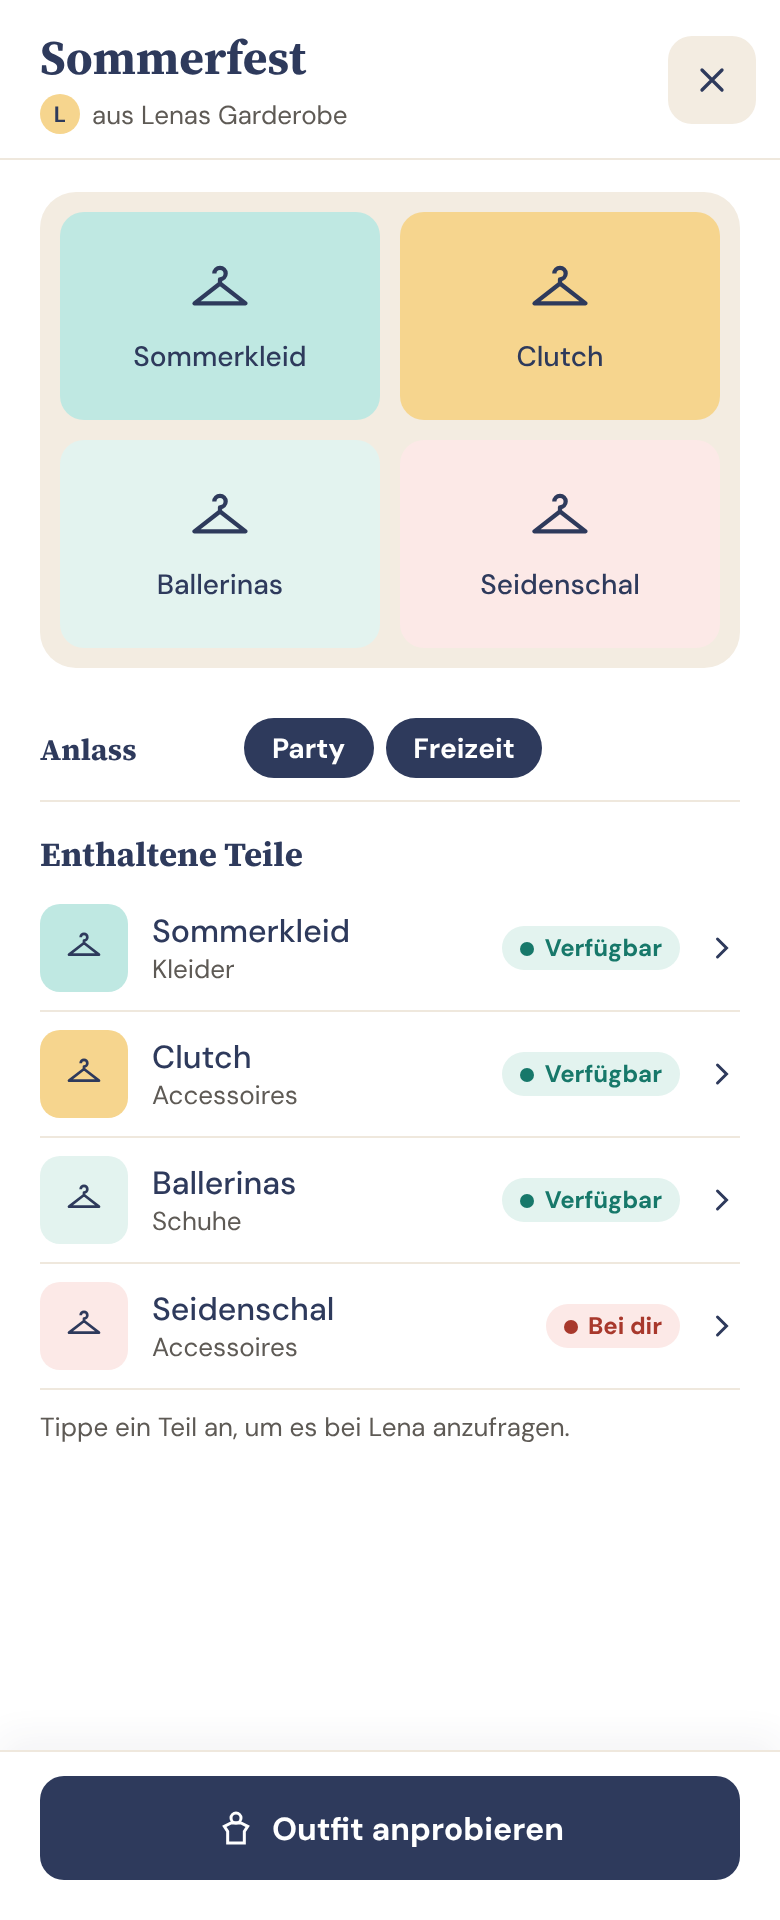 Sommerfest
L aus Lenas Garderobe
Sommerkleid
Clutch
Ballerinas
Seidenschal
Anlass Party Freizeit
Enthaltene Teile
Sommerkleid
Kleider
Verfügbar
Clutch
Accessoires
Verfügbar
Ballerinas
Schuhe
Verfügbar
Seidenschal
Accessoires
Bei dir
Tippe ein Teil an, um es bei Lena anzufragen.
Outfit anprobieren